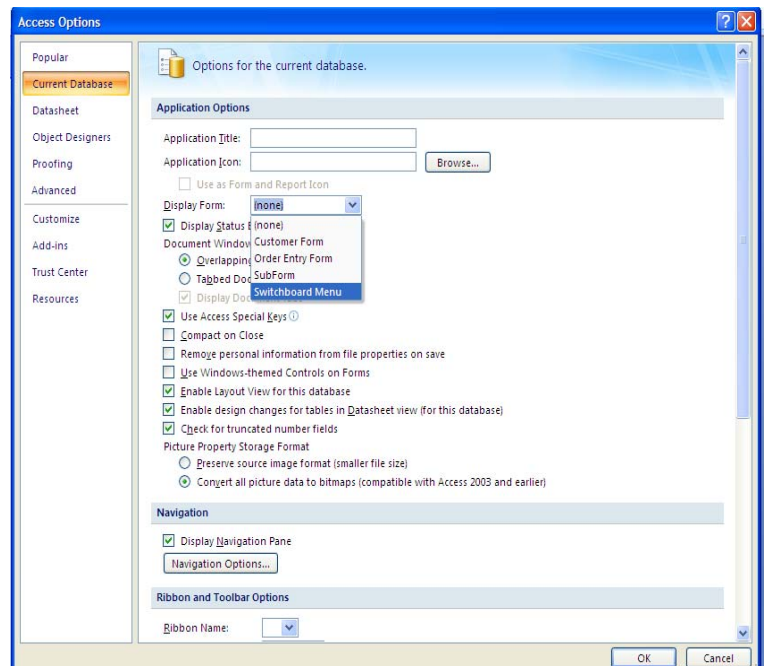 Access Options
Popular
Current Database
Datasheet
Object Designers
Proofing
Advanced
Customize
Add-ins
Trust Center
Resources
Options for the current database.
Application Options
Application Title:
Application Icon:
Browse...
Use as Form and Report Icon
Display Form:
(none)
(none)
Customer Form
Order Entry Form
SubForm
Switchboard Menu
Display Status
Document Window
Overlapping
Tabbed
Display
Use Access Special Keys
Compact on Close
Remove personal information from file properties on save
Use Windows-themed Controls on Forms
Enable Layout View for this database
Enable design changes for tables in Datasheet view (for this database)
Check for truncated number fields
Picture Property Storage Format
Preserve source image format (smaller file size)
Convert all picture data to bitmaps (compatible with Access 2003 and earlier)
Navigation
Display Navigation Pane
Navigation Options...
Ribbon and Toolbar Options
Ribbon Name:
OK
Cancel